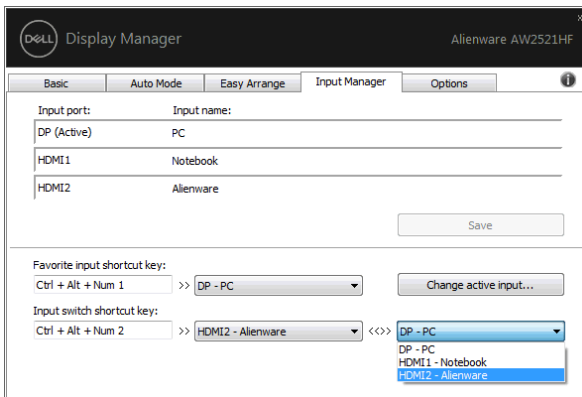 DELL Display Manager Alienware AW2521HF
Basic Auto Mode Easy Arrange Input Manager Options i
Input port: Input name:
DP (Active) PC
HDMI1 Notebook
HDMI2 Alienware
Save
Favorite input shortcut key:
Ctrl + Alt + Num 1 >> DP - PC Change active input...
Input switch shortcut key:
Ctrl + Alt + Num 2 >> HDMI2 - Alienware <<>> DP - PC
DP - PC
HDMI1 - Notebook
HDMI2 - Alienware